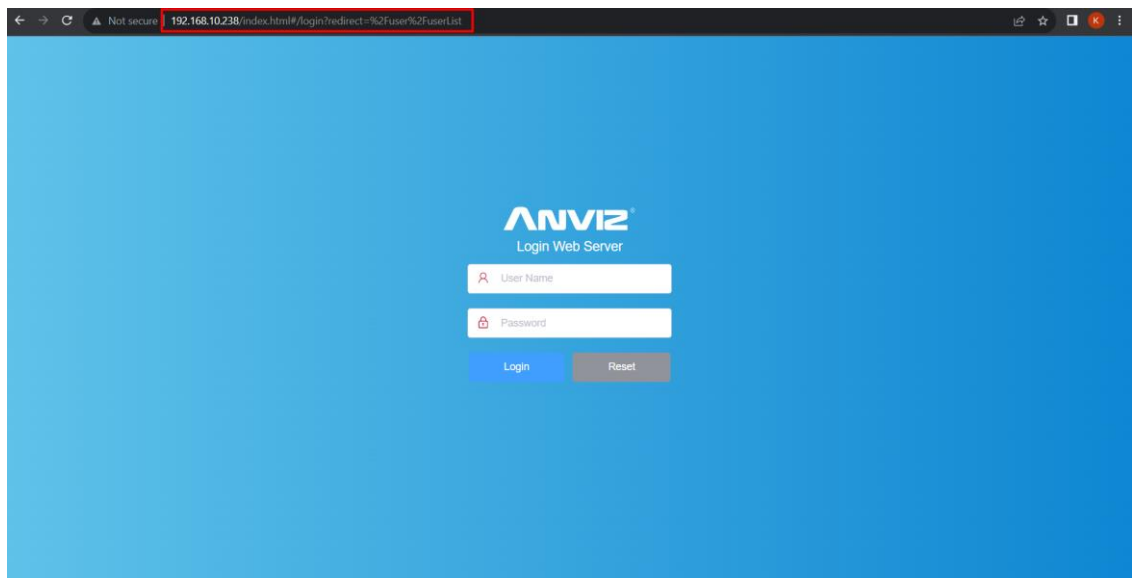 Not secure | 192.168.10.238/index.html#/login?redirect=%2Fuser%2FuserList
K
ANVIZ®
Login Web Server
User Name
Password
Login Reset